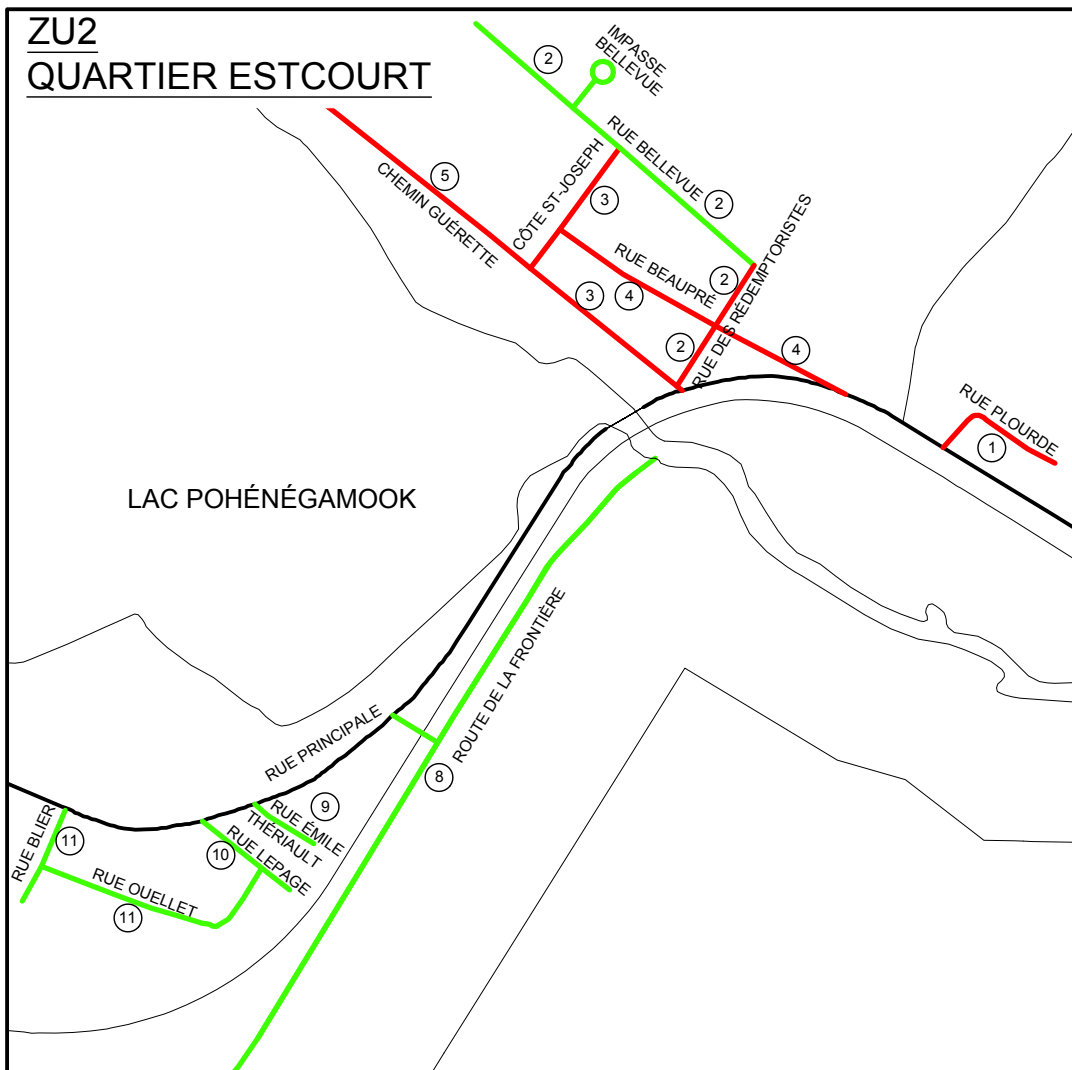 ZU2
QUARTIER ESTCOURT
2
IMPASSE
BELLEVUE
RUE BELLEVUE
2
5
CHEMIN GUÉRETTE
CÔTE ST-JOSEPH
3
RUE BEAUPRÉ
2
RUE DES RÉDEMPTORISTES
3
4
2
4
RUE PLOURDE
1
LAC POHÉNÉGAMOOK
ROUTE DE LA FRONTIÈRE
RUE PRINCIPALE
8
9
RUE ÉMILE
THÉRIAULT
RUE BLIER
11
10
RUE LEPAGE
RUE OUELLET
11